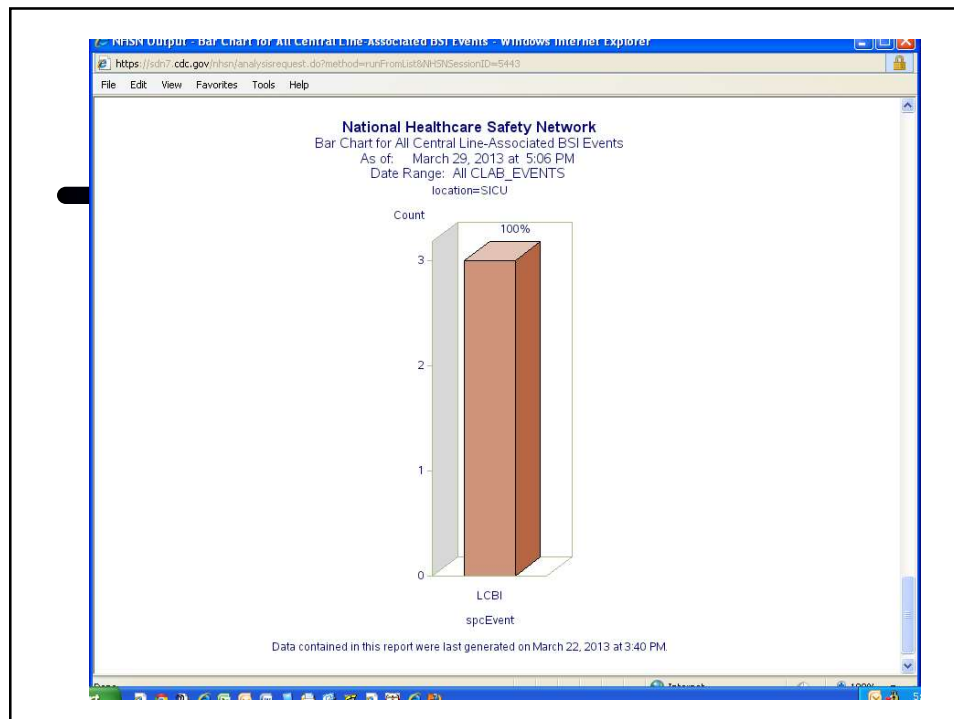 NHSN Output - Bar Chart for All Central Line-Associated BSI Events - Windows Internet Explorer
https://sdn7.cdc.gov/nhsn/analysisrequest.do?method=runFromList&NHSNSessionID=5443
File Edit View Favorites Tools Help
National Healthcare Safety Network
Bar Chart for All Central Line-Associated BSI Events
As of: March 29, 2013 at 5:06 PM
Date Range: All CLAB_EVENTS
location=SICU
Count
100%
3
2
1
0
LCBI
spcEvent
Data contained in this report were last generated on March 22, 2013 at 3:40 PM.
Internet
100%